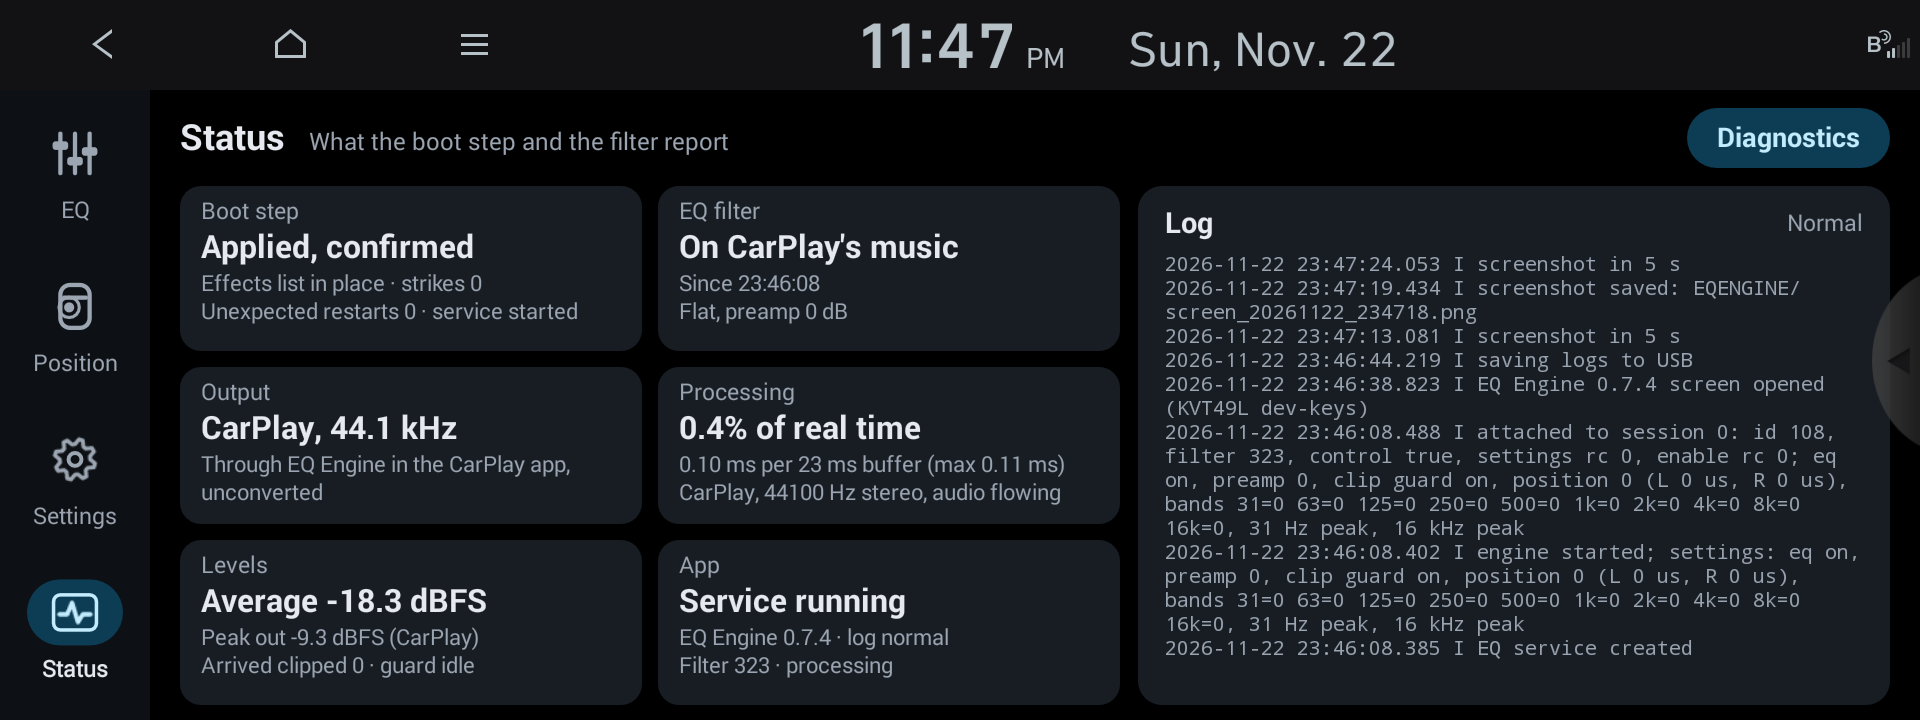 11:47 PM
Sun, Nov. 22
B
EQ
Position
Settings
Status
Status
What the boot step and the filter report
Diagnostics
Boot step
Applied, confirmed
Effects list in place · strikes 0
Unexpected restarts 0 · service started
EQ filter
On CarPlay's music
Since 23:46:08
Flat, preamp 0 dB
Output
CarPlay, 44.1 kHz
Through EQ Engine in the CarPlay app,
unconverted
Processing
0.4% of real time
0.10 ms per 23 ms buffer (max 0.11 ms)
CarPlay, 44100 Hz stereo, audio flowing
Levels
Average -18.3 dBFS
Peak out -9.3 dBFS (CarPlay)
Arrived clipped 0 · guard idle
App
Service running
EQ Engine 0.7.4 · log normal
Filter 323 · processing
Log
Normal
2026-11-22 23:47:24.053 I screenshot in 5 s
2026-11-22 23:47:19.434 I screenshot saved: EQENGINE/
screen_20261122_234718.png
2026-11-22 23:47:13.081 I screenshot in 5 s
2026-11-22 23:46:44.219 I saving logs to USB
2026-11-22 23:46:38.823 I EQ Engine 0.7.4 screen opened
(KVT49L dev-keys)
2026-11-22 23:46:08.488 I attached to session 0: id 108,
filter 323, control true, settings rc 0, enable rc 0; eq
on, preamp 0, clip guard on, position 0 (L 0 us, R 0 us),
bands 31=0 63=0 125=0 250=0 500=0 1k=0 2k=0 4k=0 8k=0
16k=0, 31 Hz peak, 16 kHz peak
2026-11-22 23:46:08.402 I engine started; settings: eq on,
preamp 0, clip guard on, position 0 (L 0 us, R 0 us),
bands 31=0 63=0 125=0 250=0 500=0 1k=0 2k=0 4k=0 8k=0
16k=0, 31 Hz peak, 16 kHz peak
2026-11-22 23:46:08.385 I EQ service created